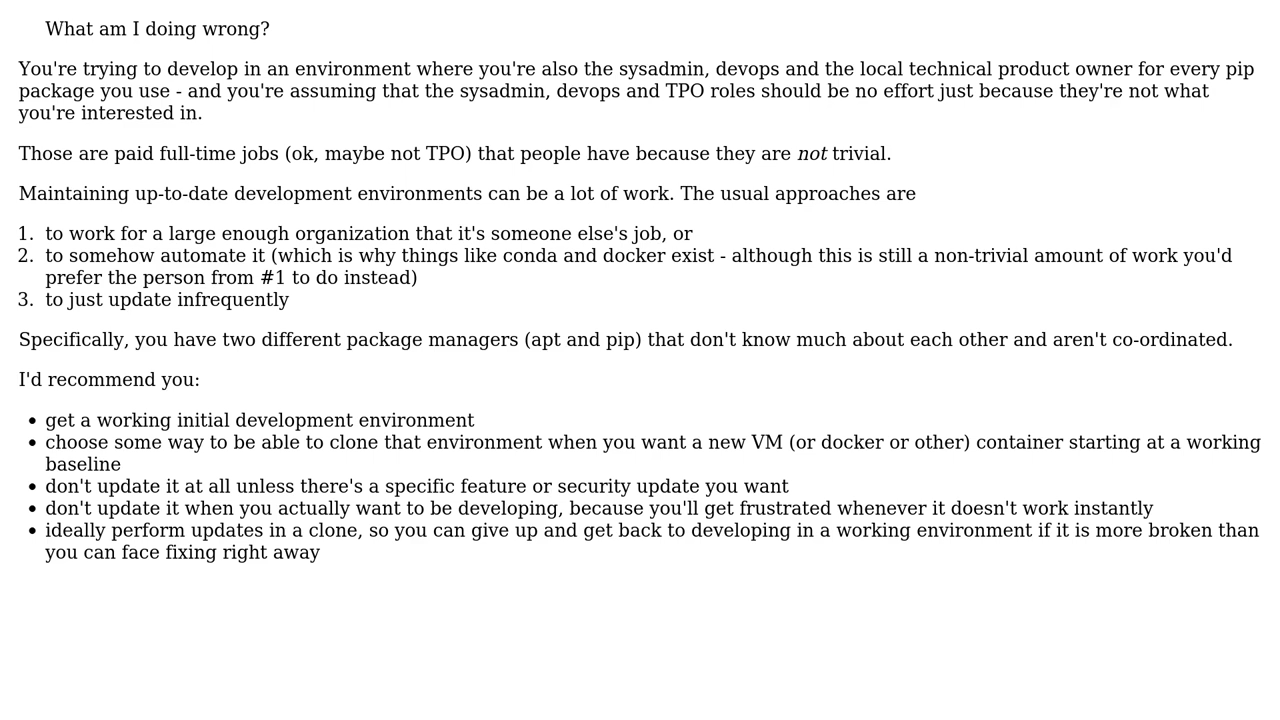 What am I doing wrong?
You're trying to develop in an environment where you're also the sysadmin, devops and the local technical product owner for every pip
package you use - and you're assuming that the sysadmin, devops and TPO roles should be no effort just because they're not what
you're interested in.
Those are paid full-time jobs (ok, maybe not TPO) that people have because they are not trivial.
Maintaining up-to-date development environments can be a lot of work. The usual approaches are
1. to work for a large enough organization that it's someone else's job, or
2. to somehow automate it (which is why things like conda and docker exist - although this is still a non-trivial amount of work you'd
prefer the person from #1 to do instead)
3. to just update infrequently
Specifically, you have two different package managers (apt and pip) that don't know much about each other and aren't co-ordinated.
I'd recommend you:
• get a working initial development environment
• choose some way to be able to clone that environment when you want a new VM (or docker or other) container starting at a working
baseline
• don't update it at all unless there's a specific feature or security update you want
• don't update it when you actually want to be developing, because you'll get frustrated whenever it doesn't work instantly
• ideally perform updates in a clone, so you can give up and get back to developing in a working environment if it is more broken than
you can face fixing right away